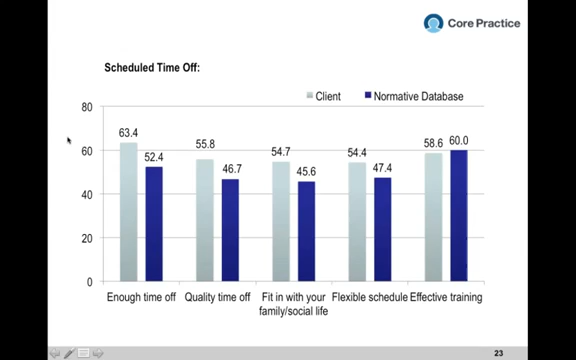 Core Practice
Scheduled Time Off:
Client Normative Database
80
63.4 52.4 55.8 46.7 54.7 45.6 54.4 47.4 58.6 60.0
60
40
20
0
Enough time off Quality time off Fit in with your Flexible schedule Effective training
family/social life
23